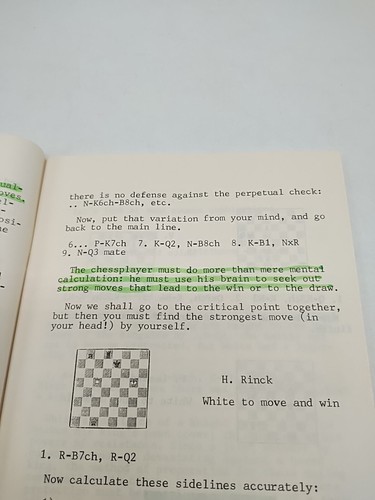 ual-
oves.
el-
-
osi-
e
there is no defense against the perpetual check:
.. N-K6ch-B8ch, etc.
Now, put that variation from your mind, and go
back to the main line.
6... P-K7ch 7. K-Q2, N-B8ch 8. K-B1, NxR
9. N-Q3 mate
The chessplayer must do more than mere mental
calculation: he must use his brain to seek out
strong moves that lead to the win or to the draw.
Now we shall go to the critical point together,
but then you must find the strongest move (in
your head!) by yourself.
H. Rinck
White to move and win
1. R-B7ch, R-Q2
Now calculate these sidelines accurately: